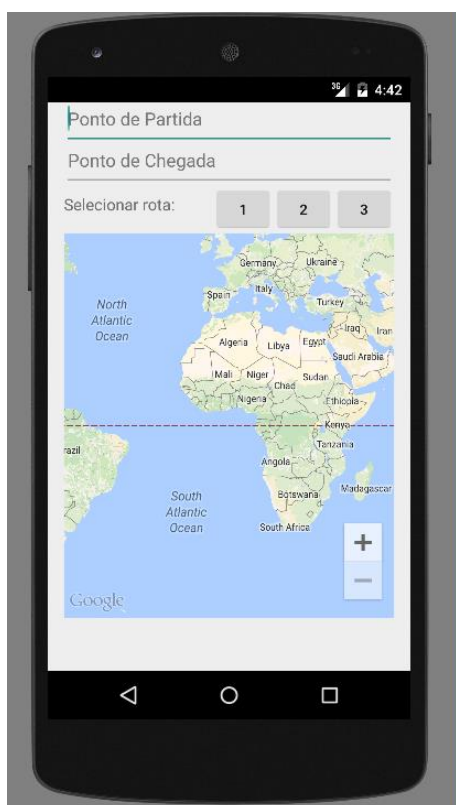 3G 4:42
Ponto de Partida
Ponto de Chegada
Selecionar rota: 1 2 3
Germany Ukraine
Spain Italy Turkey
North Atlantic Ocean
Iraq Iran
Algeria Libya Egypt
Saudi Arabia
Mali Niger Chad Sudan
Nigeria Ethiopia
Kenya
razil
Tanzania
Angola
South Atlantic Ocean
Botswana Madagascar
South Africa
+
−
Google